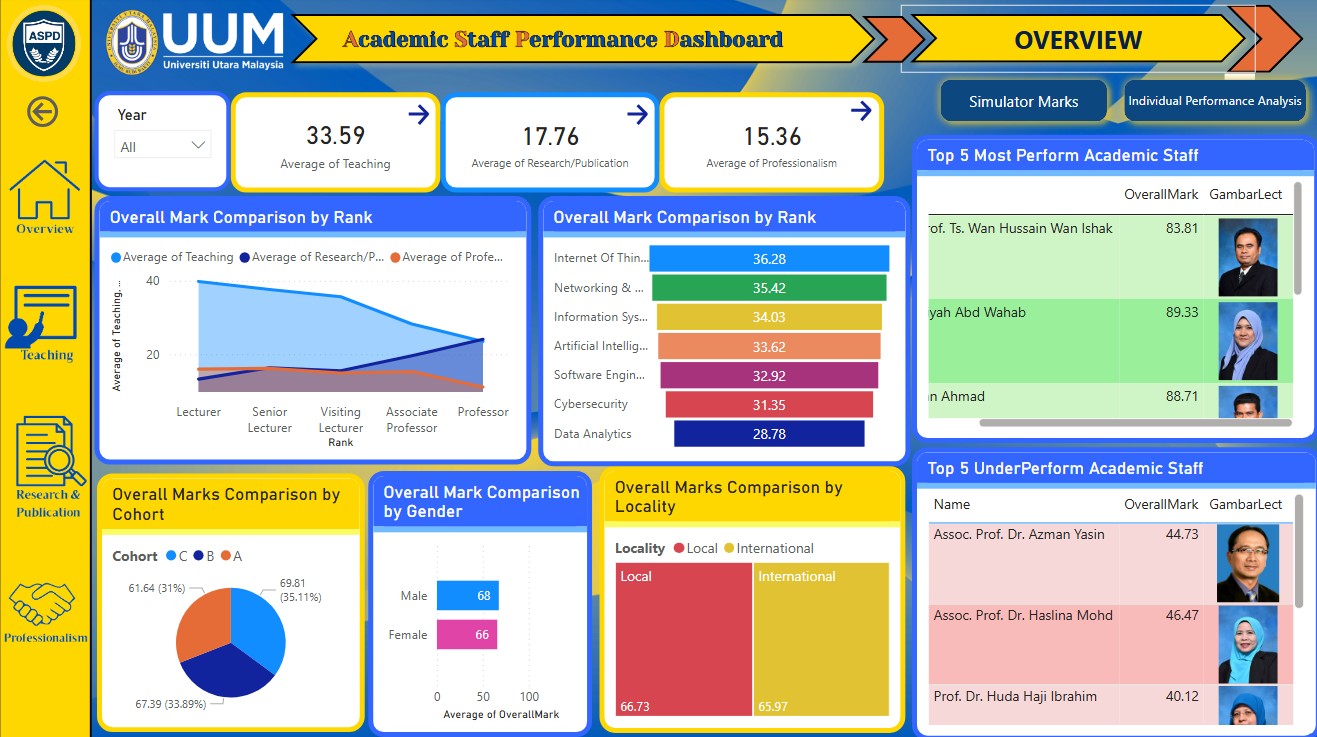 ASPD
UUM
Universiti Utara Malaysia
Academic Staff Performance Dashboard
OVERVIEW
Simulator Marks
Individual Performance Analysis
Year
All
33.59
Average of Teaching
17.76
Average of Research/Publication
15.36
Average of Professionalism
Overview
Teaching
Research &
Publication
Professionalism
Overall Mark Comparison by Rank
Average of Teaching
Average of Research/P...
Average of Profe...
Average of Teaching. ...
40
20
Lecturer
Senior
Lecturer
Visiting
Lecturer
Associate
Professor
Professor
Rank
Overall Mark Comparison by Rank
Internet Of Thin... 36.28
Networking & ... 35.42
Information Sys... 34.03
Artificial Intellig... 33.62
Software Engin... 32.92
Cybersecurity 31.35
Data Analytics 28.78
Top 5 Most Perform Academic Staff
OverallMark GambarLect
rof. Ts. Wan Hussain Wan Ishak 83.81
yah Abd Wahab 89.33
n Ahmad 88.71
Overall Marks Comparison by
Cohort
Cohort C B A
61.64 (31%)
69.81
(35.11%)
67.39 (33.89%)
Overall Mark Comparison
by Gender
Male 68
Female 66
0 50 100
Average of OverallMark
Overall Marks Comparison by
Locality
Locality Local International
Local
International
66.73
65.97
Top 5 UnderPerform Academic Staff
Name OverallMark GambarLect
Assoc. Prof. Dr. Azman Yasin 44.73
Assoc. Prof. Dr. Haslina Mohd 46.47
Prof. Dr. Huda Haji Ibrahim 40.12